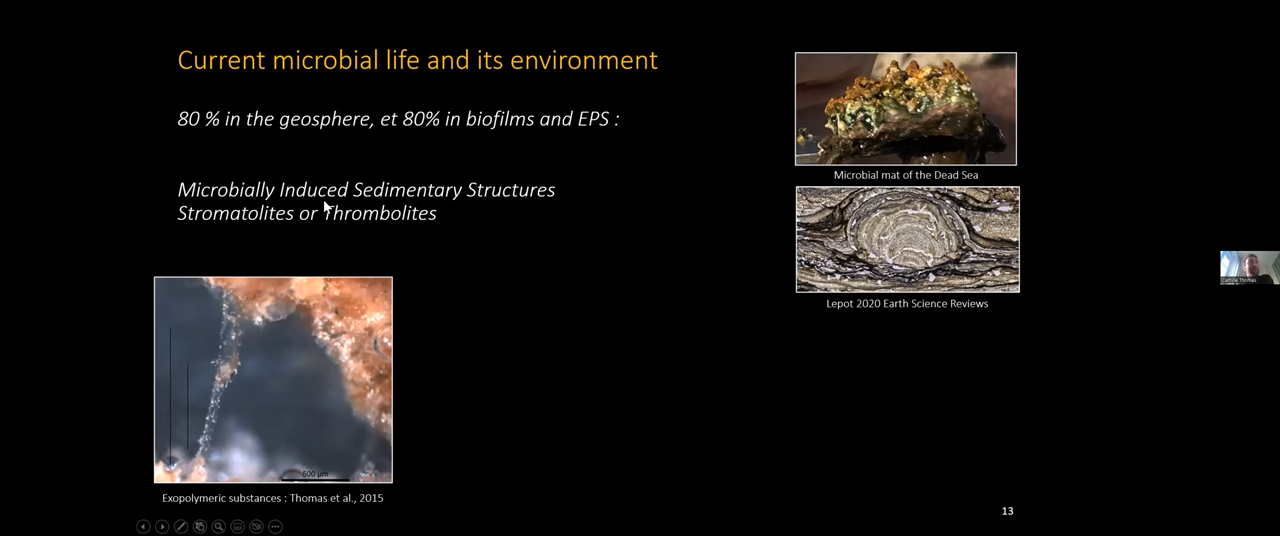 Current microbial life and its environment
80 % in the geosphere, et 80% in biofilms and EPS :
Microbially Induced Sedimentary Structures
Stromatolites or Thrombolites
Microbial mat of the Dead Sea
Lepot 2020 Earth Science Reviews
Camille Thomas
500 µm
Exopolymeric substances : Thomas et al., 2015
13